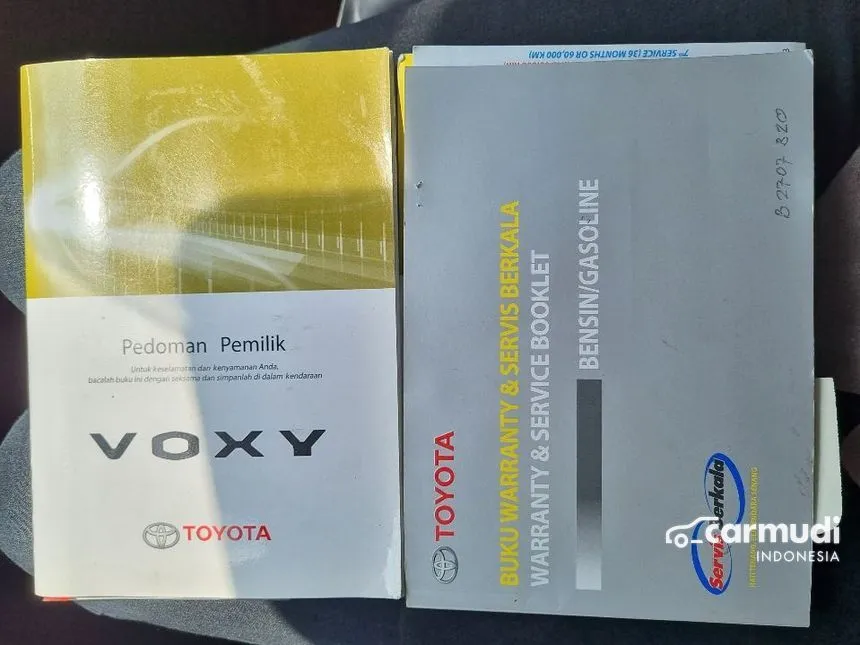 Pedoman Pemilik
Untuk keselamatan dan kenyamanan Anda,
bacalah buku ini dengan seksama dan simpanlah di dalam kendaraan
VOXY
TOYOTA
7TH SERVICE (36 MONTHS OR 60,000 KM)
TOYOTA
BUKU WARRANTY & SERVIS BERKALA
WARRANTY & SERVICE BOOKLET
BENSIN/GASOLINE
B 2707 BZO
Servis Berkala
carmudi
INDONESIA